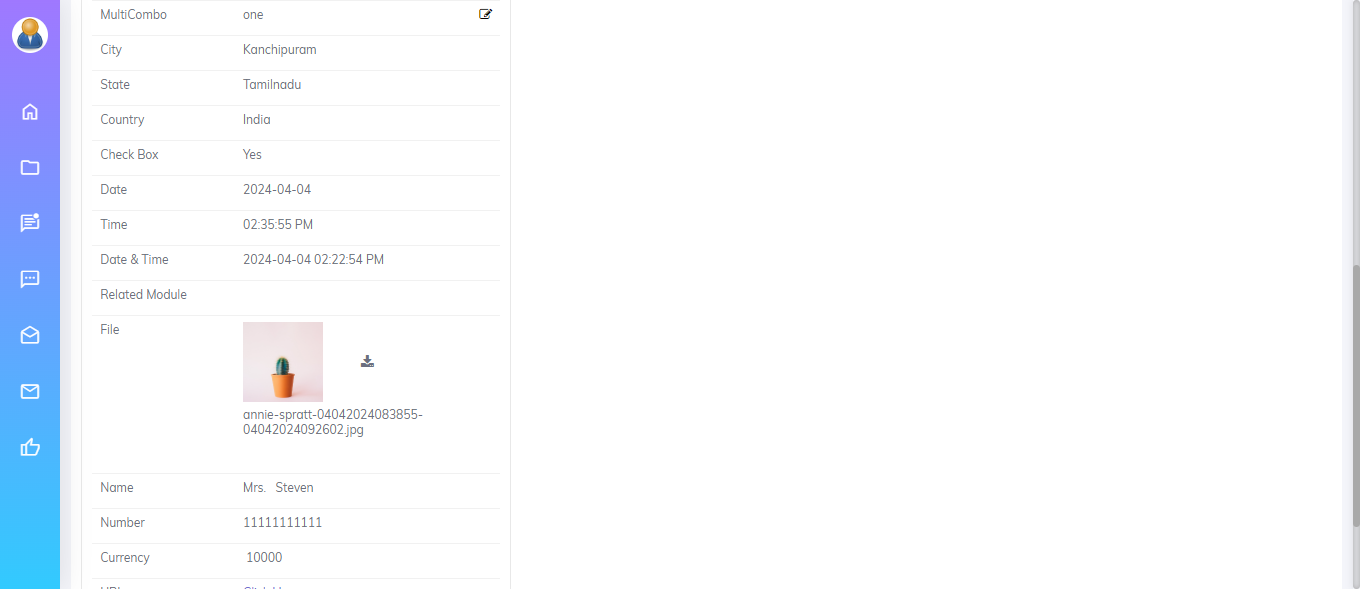 MultiCombo one
City Kanchipuram
State Tamilnadu
Country India
Check Box Yes
Date 2024-04-04
Time 02:35:55 PM
Date & Time 2024-04-04 02:22:54 PM
Related Module
File
annie-spratt-04042024083855-
04042024092602.jpg
Name Mrs. Steven
Number 11111111111
Currency 10000